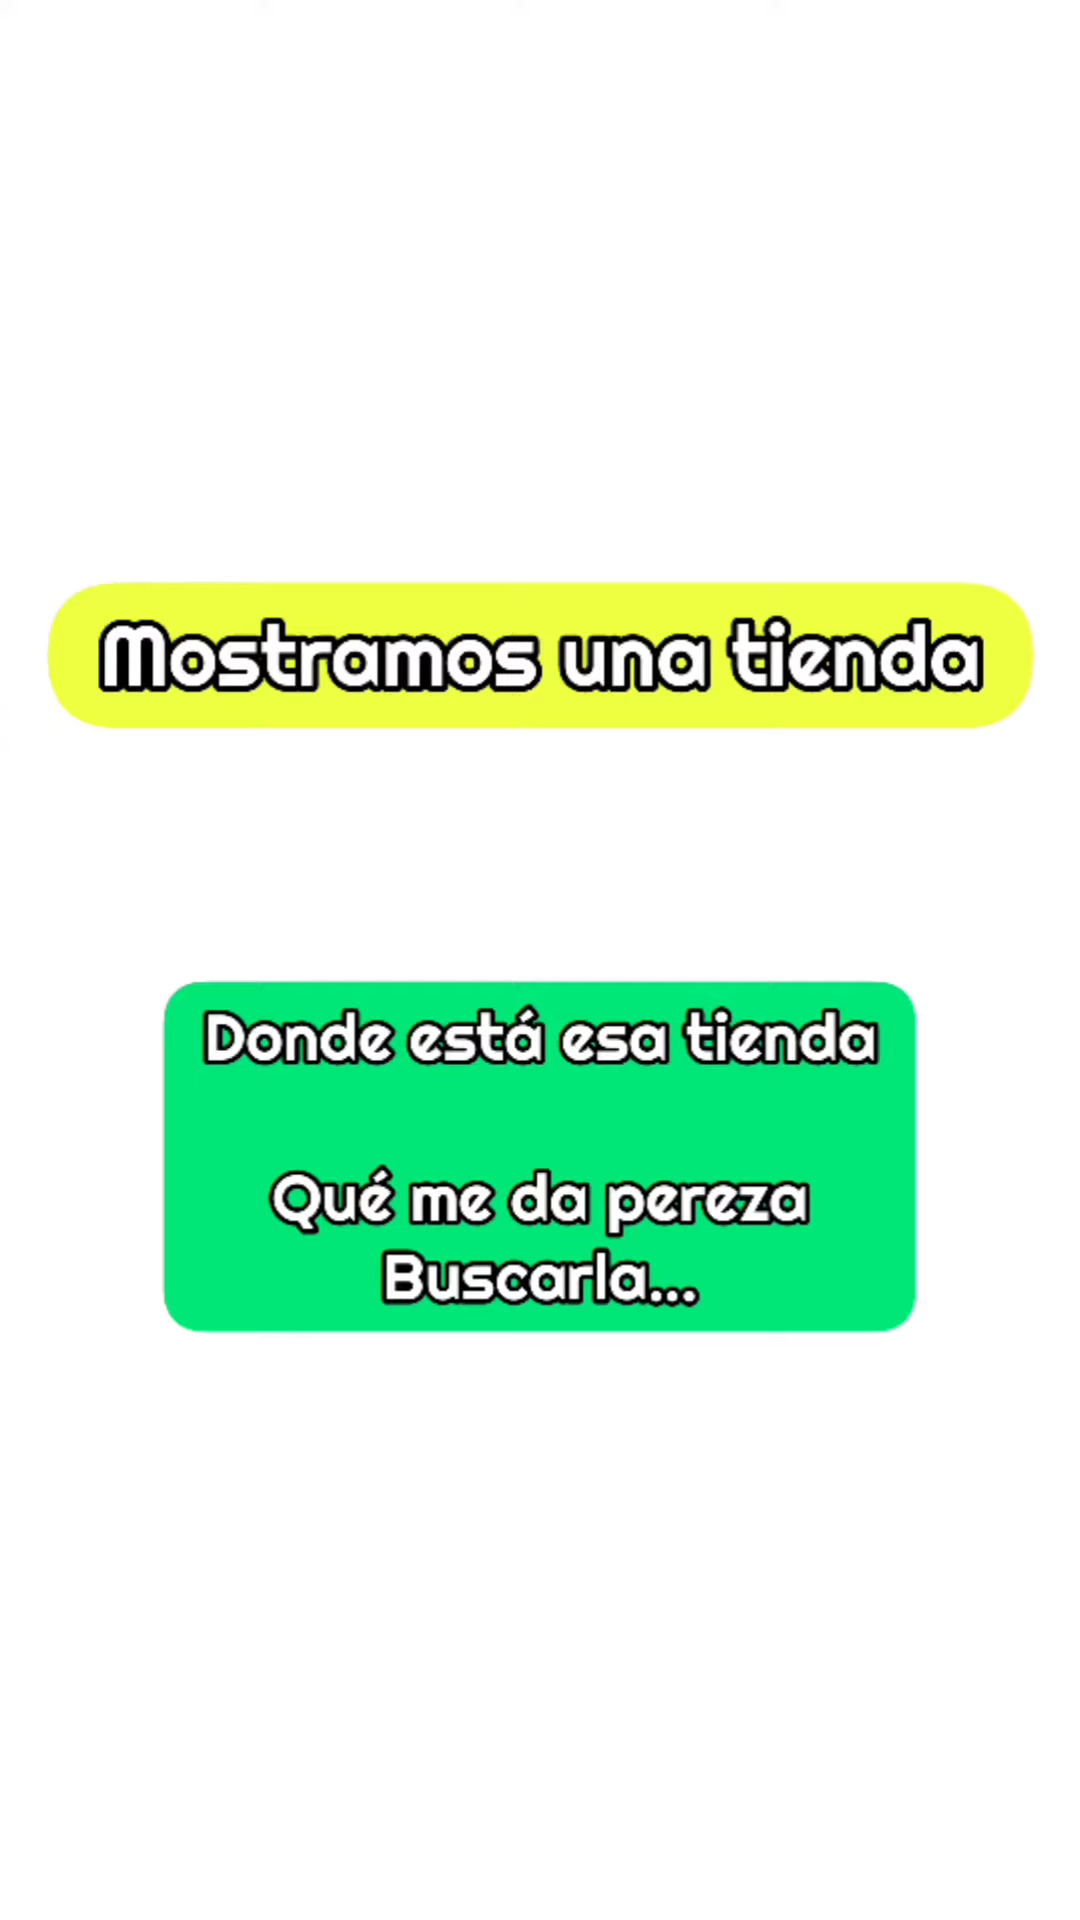 Mostramos una tienda
Donde está esa tienda
Qué me da pereza
Buscarla...